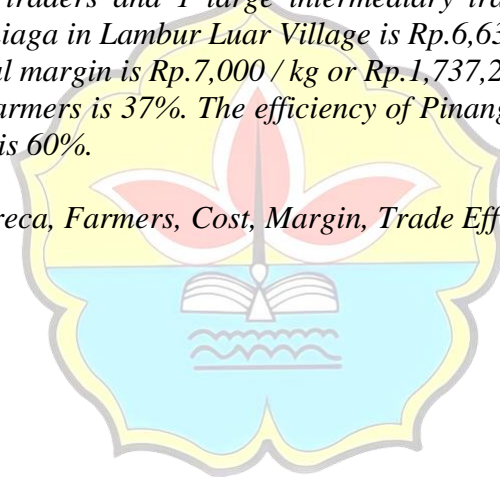 traders and 1 large intermediary tra
iaga in Lambur Luar Village is Rp.6,63
l margin is Rp.7,000 / kg or Rp.1,737,2
armers is 37%. The efficiency of Pinang
is 60%.
reca, Farmers, Cost, Margin, Trade Eff